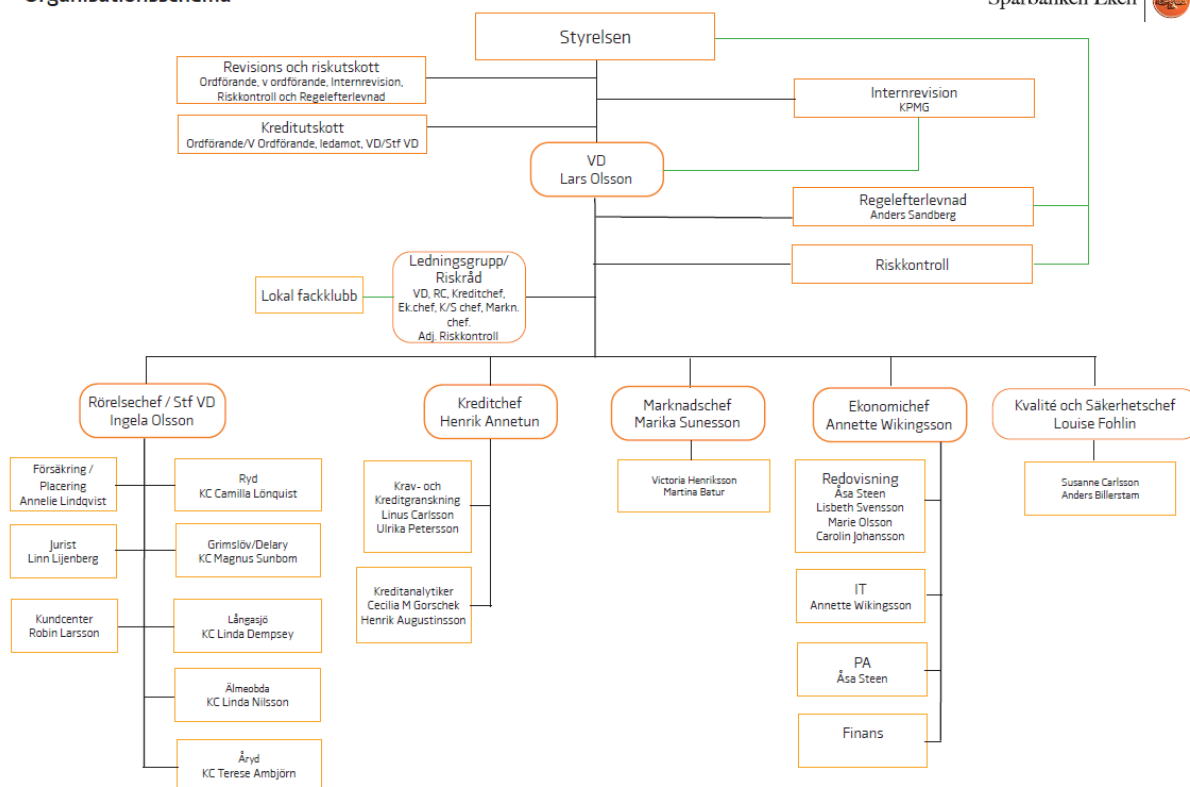 Organisationsschema
Sparbanken Eken
Styrelsen
Revisions och riskutskott
Ordförande, v ordförande, Internrevision,
Riskkontroll och Regelefterlevnad
Internrevision
KPMG
Kreditutskott
Ordförande/V Ordförande, ledamot, VD/Stf VD
VD
Lars Olsson
Regelefterlevnad
Anders Sandberg
Ledningsgrupp/
Riskråd
VD, RC, Kreditchef,
Ek.chef, K/S chef, Markn.
chef.
Adj. Riskkontroll
Riskkontroll
Lokal fackklubb
Rörelsechef / Stf VD
Ingela Olsson
Kreditchef
Henrik Annetun
Marknadschef
Marika Sunesson
Ekonomichef
Annette Wikingsson
Kvalité och Säkerhetschef
Louise Fohlin
Försäkring /
Placering
Annelie Lindqvist
Ryd
KC Camilla Lönquist
Jurist
Linn Lijenberg
Grimslöv/Delary
KC Magnus Sunbom
Kundcenter
Robin Larsson
Långasjö
KC Linda Dempsey
Älmeobda
KC Linda Nilsson
Åryd
KC Terese Ambjörn
Krav- och
Kreditgranskning
Linus Carlsson
Ulrika Petersson
Kreditanalytiker
Cecilia M Gorschek
Henrik Augustinsson
Victoria Henriksson
Martina Batur
Redovisning
Åsa Steen
Lisbeth Svensson
Marie Olsson
Carolin Johansson
IT
Annette Wikingsson
PA
Åsa Steen
Finans
Susanne Carlsson
Anders Billerstam